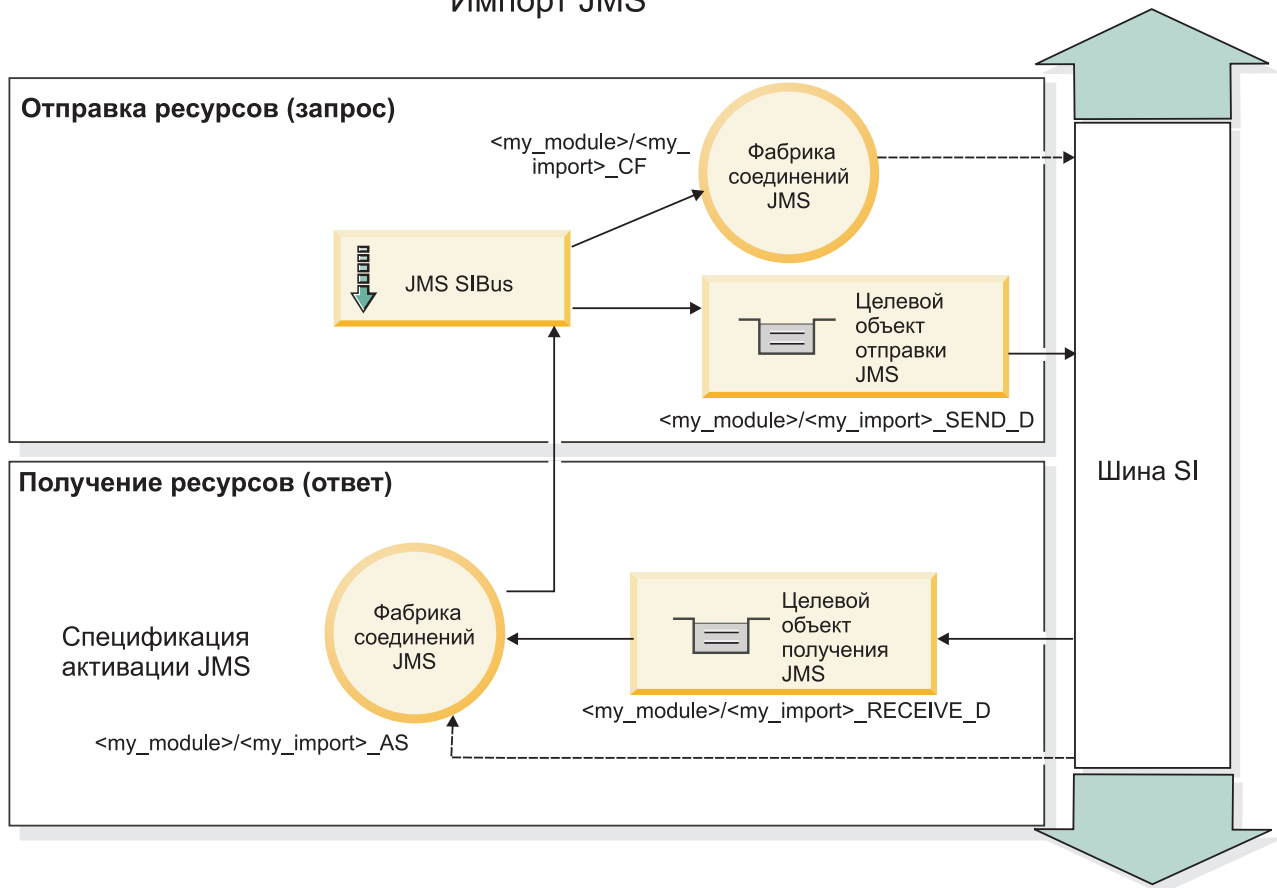 Импорт JMS
Отправка ресурсов (запрос)
<my_module>/<my_
import>_CF
Фабрика
соединений
JMS
JMS SIBus
Целевой
объект
отправки
JMS
<my_module>/<my_import>_SEND_D
Шина SI
Получение ресурсов (ответ)
Спецификация
активации JMS
Фабрика
соединений
JMS
Целевой
объект
получения
JMS
<my_module>/<my_import>_RECEIVE_D
<my_module>/<my_import>_AS